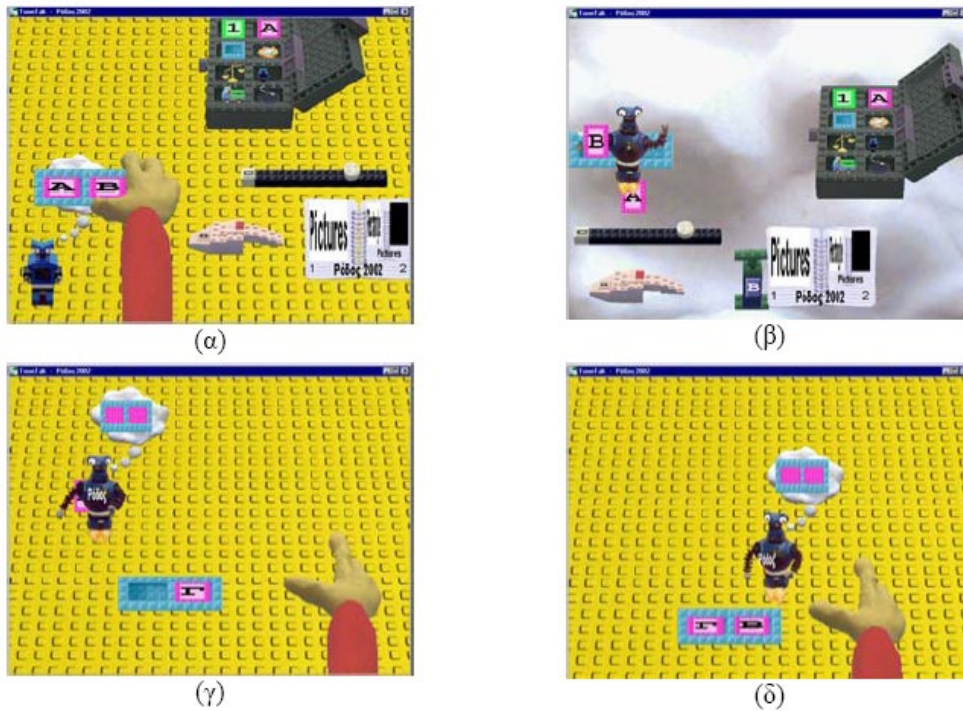 ToonTalk - Ρόδος 2002
1 A
A B
Pictures
Pictures
1 Ρόδος 2002 2
(α)
ToonTalk - Ρόδος 2002
1 A
B
A
B
Pictures
Pictures
1 Ρόδος 2002 2
(β)
ToonTalk - Ρόδος 2002
Ρόδος
Γ
(γ)
ToonTalk - Ρόδος 2002
Ρόδος
Γ B
(δ)